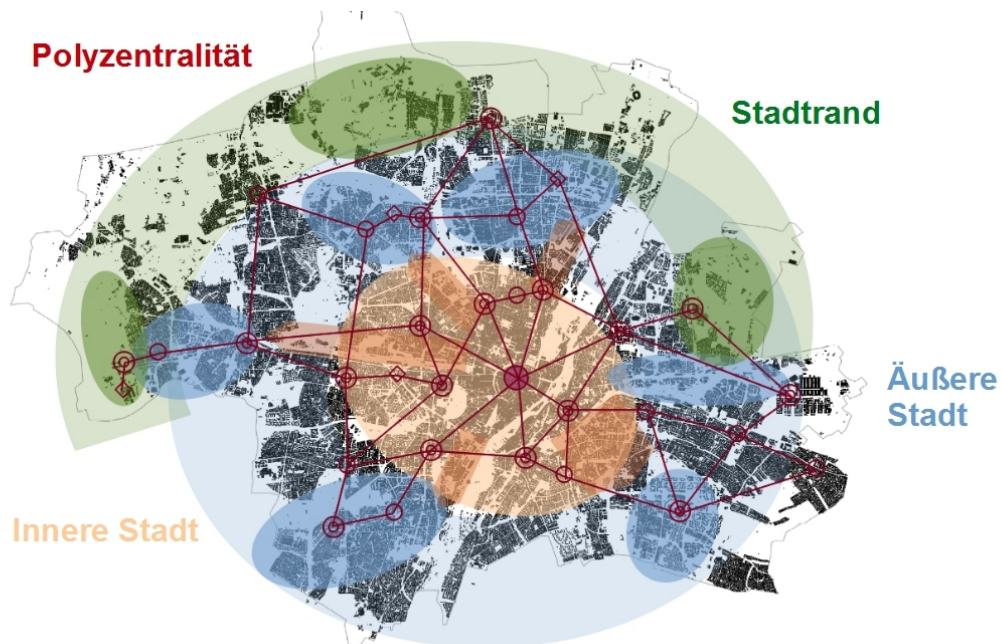 Polyzentralität
Stadtrand
Äußere
Stadt
Innere Stadt